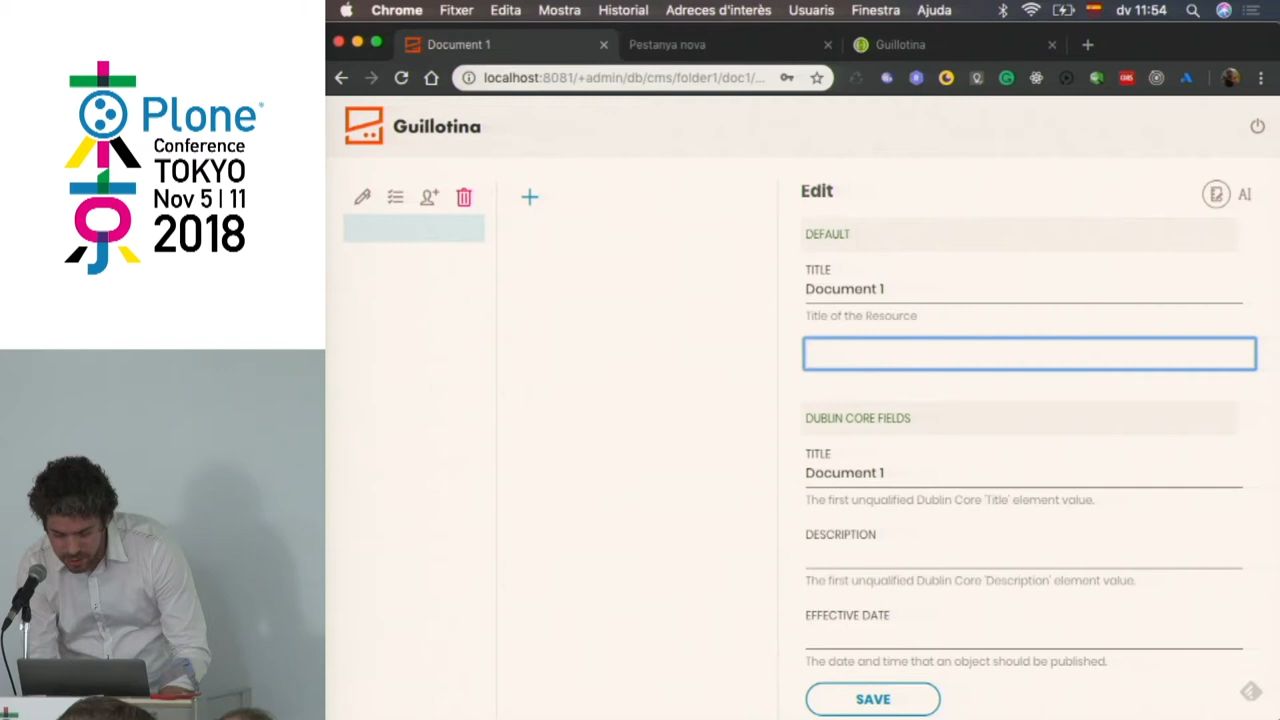 Plone
Conference
TOKYO
Nov 5 | 11
2018
Chrome Fitxer Edita Mostra Historial Adreces d'interès Usuaris Finestra Ajuda dv 11:54
Document 1 Pestanya nova Guillotina
localhost:8081/+admin/db/cms/folder1/doc1/...
Guillotina
Edit
AI
DEFAULT
TITLE
Document 1
Title of the Resource
DUBLIN CORE FIELDS
TITLE
Document 1
The first unqualified Dublin Core 'Title' element value.
DESCRIPTION
The first unqualified Dublin Core 'Description' element value.
EFFECTIVE DATE
The date and time that an object should be published.
SAVE